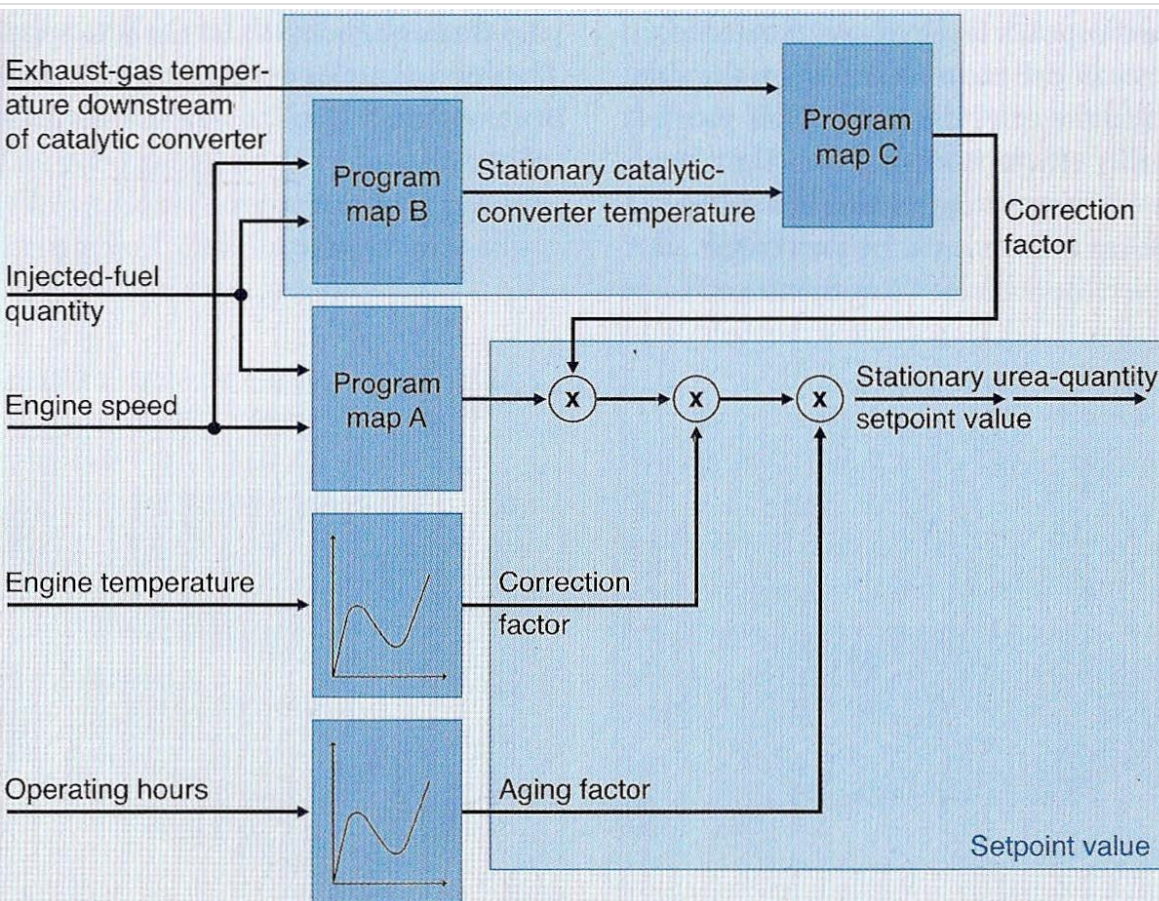 Exhaust-gas temper-
ature downstream
of catalytic converter
Program
map B
Stationary catalytic-
converter temperature
Program
map C
Correction
factor
Injected-fuel
quantity
Engine speed
Program
map A
x
x
x
Stationary urea-quantity
setpoint value
Engine temperature
Correction
factor
Operating hours
Aging factor
Setpoint value